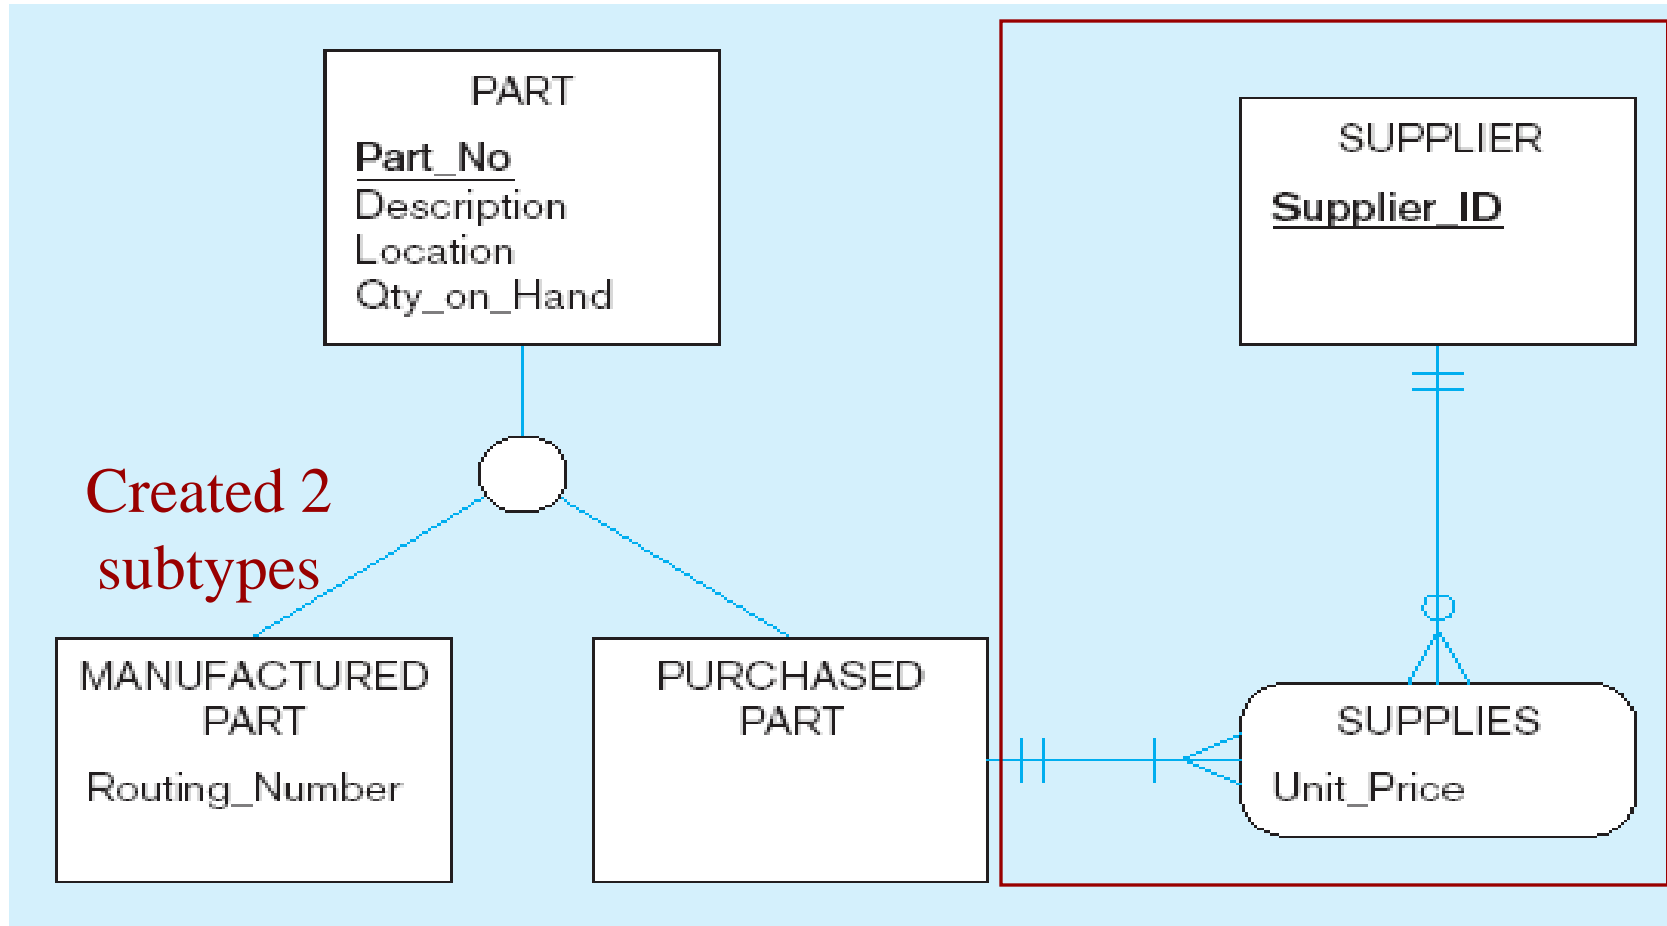 PART
Part_No
Description
Location
Qty_on_Hand
SUPPLIER
Supplier_ID
Created 2
subtypes
MANUFACTURED
PART
Routing_Number
PURCHASED
PART
SUPPLIES
Unit_Price